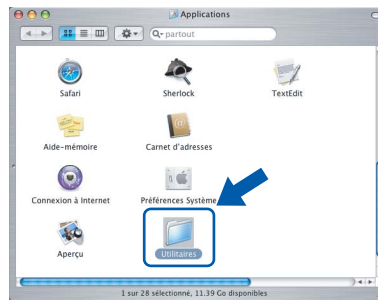 Applications
partout
Safari
Sherlock
TextEdit
Aide-mémoire
Carnet d'adresses
Connexion à Internet
Préférences Système
Aperçu
Utilitaires
1 sur 28 sélectionné, 11.39 Go disponibles